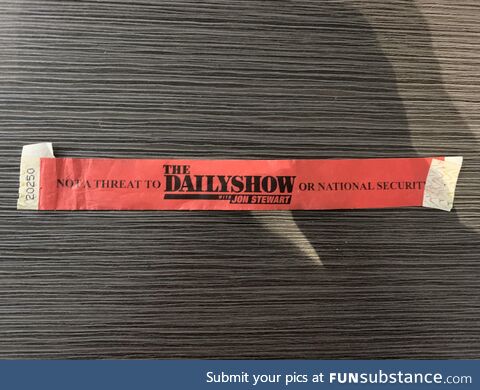 20250
NOT A THREAT TO THE DAILYSHOW WITH JON STEWART OR NATIONAL SECURITY
Submit your pics at FUNsubstance.com